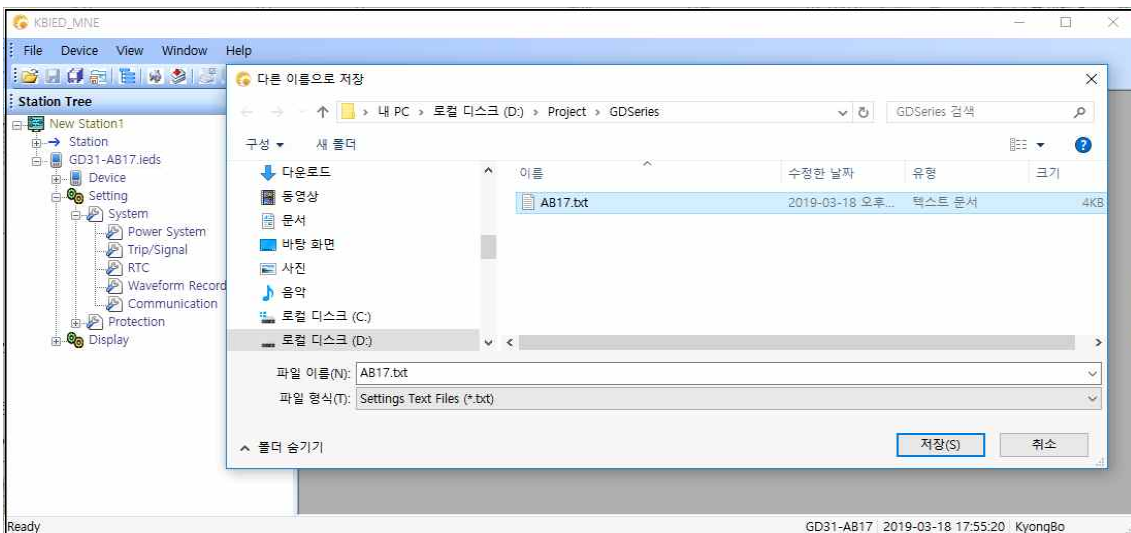 KBIED_MNE
File Device View Window Help
Station Tree
New Station1
Station
GD31-AB17.ieds
Device
Setting
System
Power System
Trip/Signal
RTC
Waveform Record
Communication
Protection
Display
다른 이름으로 저장
내 PC › 로컬 디스크 (D:) › Project › GDSeries
GDSeries 검색
구성 새 폴더
다운로드
동영상
문서
바탕 화면
사진
음악
로컬 디스크 (C:)
로컬 디스크 (D:)
이름 수정한 날짜 유형 크기
AB17.txt 2019-03-18 오후... 텍스트 문서 4KB
파일 이름(N): AB17.txt
파일 형식(T): Settings Text Files (*.txt)
폴더 숨기기
저장(S) 취소
Ready GD31-AB17 2019-03-18 17:55:20 KyongBo